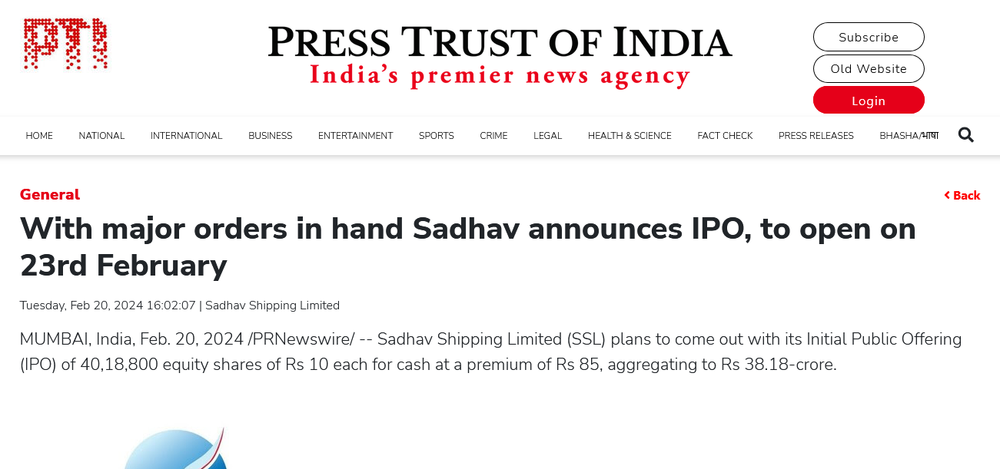 PTI
PRESS TRUST OF INDIA
India's premier news agency
Subscribe
Old Website
Login
HOME NATIONAL INTERNATIONAL BUSINESS ENTERTAINMENT SPORTS CRIME LEGAL HEALTH & SCIENCE FACT CHECK PRESS RELEASES BHASHA/भाषा
General
Back
With major orders in hand Sadhav announces IPO, to open on
23rd February
Tuesday, Feb 20, 2024 16:02:07 | Sadhav Shipping Limited
MUMBAI, India, Feb. 20, 2024 /PRNewswire/ -- Sadhav Shipping Limited (SSL) plans to come out with its Initial Public Offering
(IPO) of 40,18,800 equity shares of Rs 10 each for cash at a premium of Rs 85, aggregating to Rs 38.18-crore.